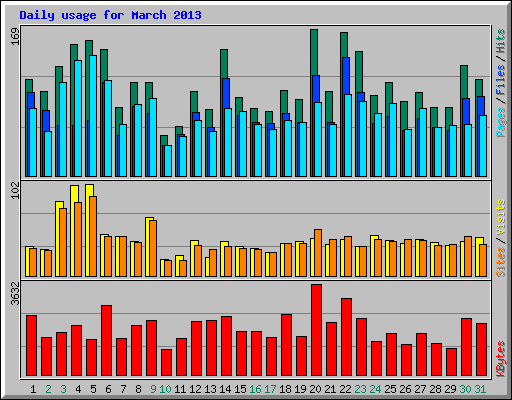 Daily usage for March 2013
169
Pages / Files / Hits
102
Sites / Visits
3632
KBytes
1 2 3 4 5 6 7 8 9 10 11 12 13 14 15 16 17 18 19 20 21 22 23 24 25 26 27 28 29 30 31